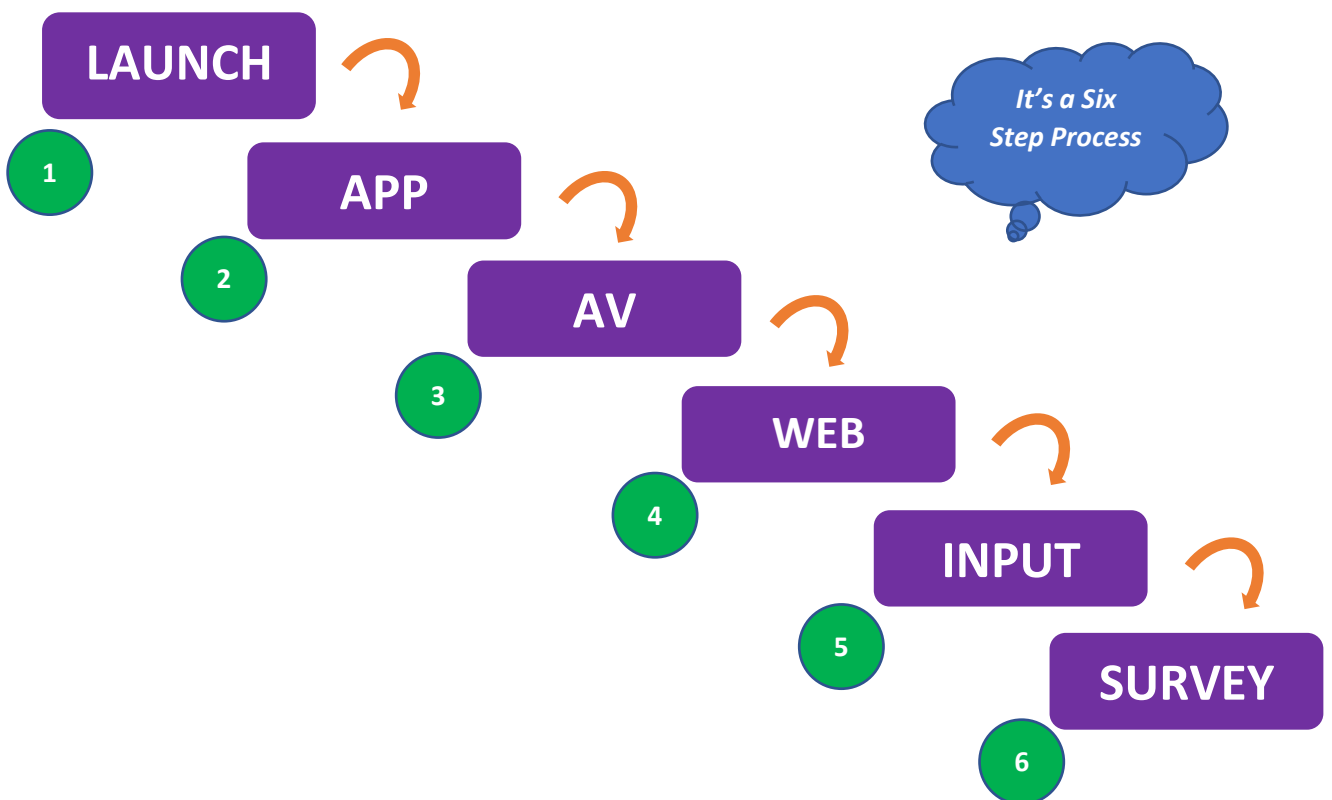 LAUNCH
It's a Six
Step Process
1
APP
2
AV
3
WEB
4
INPUT
5
SURVEY
6